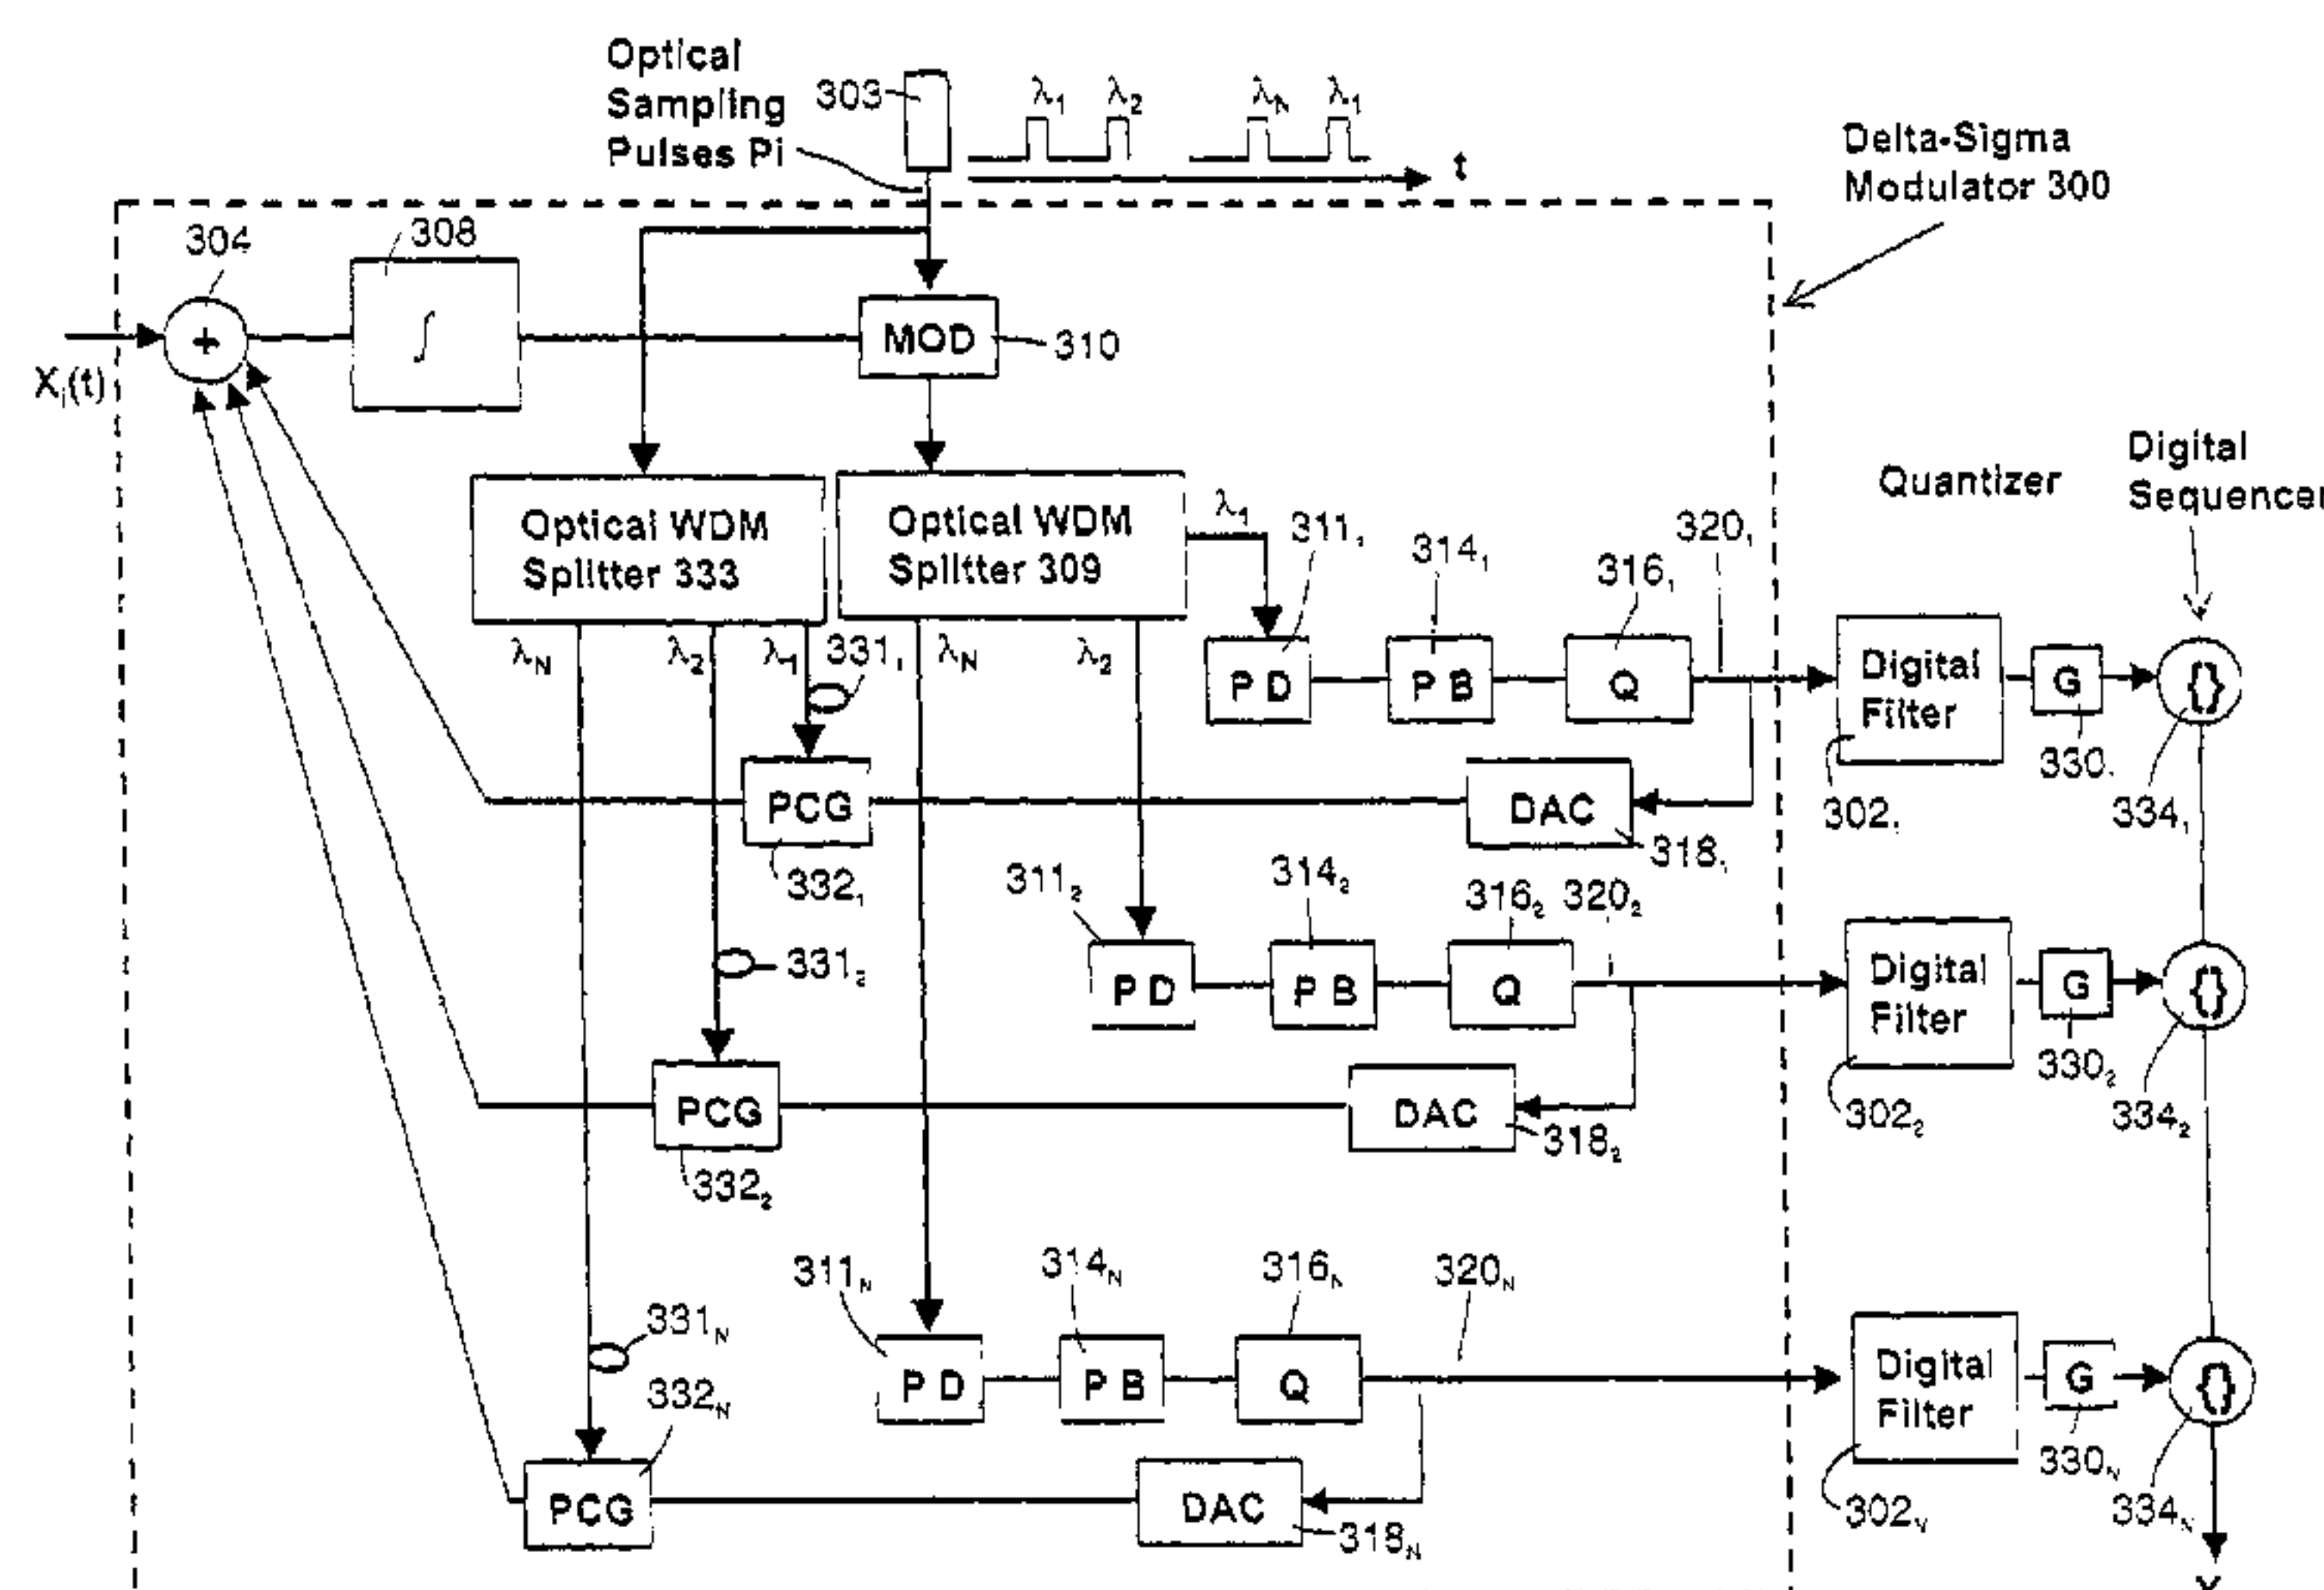 Optical
Sampling
Pulses Pi
303
λ1 λ2 λN λ1
t
Delta-Sigma
Modulator 300
304
308
+
∫
MOD
310
Xi(t)
Quantizer
Digital
Sequencer
Optical WDM
Splitter 333
Optical WDM
Splitter 309
λ1
311₁
314₁
316₁
320₁
λN
λ2
λ1
331₁
λN
λ2
PD
PB
Q
Digital
Filter
G
{}
302₁
330₁
334₁
PCG
332₁
DAC
318₁
311₂
314₂
316₂
320₂
331₂
PD
PB
Q
Digital
Filter
G
{}
302₂
330₂
334₂
PCG
332₂
DAC
318₂
311N
314N
316N
320N
331N
332N
PD
PB
Q
Digital
Filter
G
{}
302N
330N
334N
PCG
DAC
318N